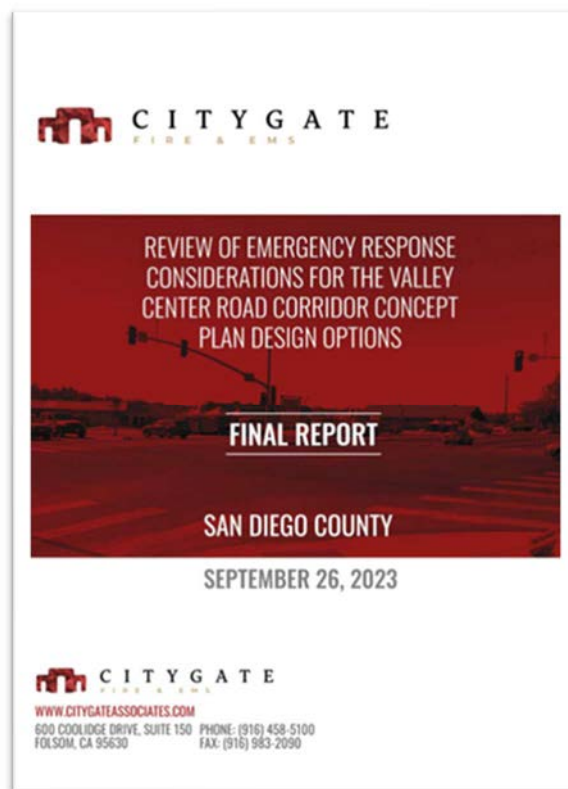 CITYGATE
FIRE & EMS
REVIEW OF EMERGENCY RESPONSE
CONSIDERATIONS FOR THE VALLEY
CENTER ROAD CORRIDOR CONCEPT
PLAN DESIGN OPTIONS
FINAL REPORT
SAN DIEGO COUNTY
SEPTEMBER 26, 2023
CITYGATE
FIRE & EMS
WWW.CITYGATEASSOCIATES.COM
600 COOLIDGE DRIVE, SUITE 150 PHONE: (916) 458-5100
FOLSOM, CA 95630 FAX: (916) 983-2090